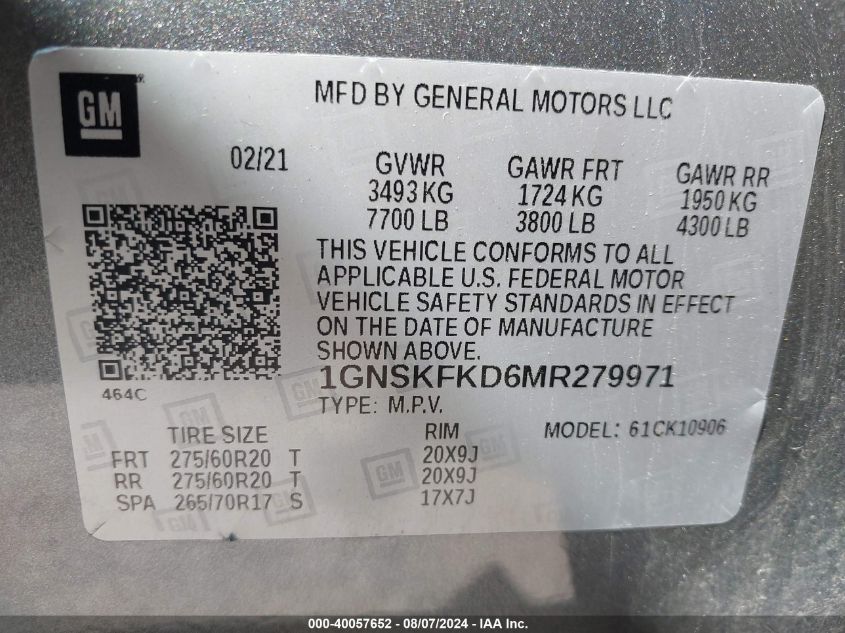 GM
MFD BY GENERAL MOTORS LLC
02/21
GVWR GAWR FRT GAWR RR
3493 KG 1724 KG 1950 KG
7700 LB 3800 LB 4300 LB
THIS VEHICLE CONFORMS TO ALL
APPLICABLE U.S. FEDERAL MOTOR
VEHICLE SAFETY STANDARDS IN EFFECT
ON THE DATE OF MANUFACTURE
SHOWN ABOVE.
464C
1GNSKFKD6MR279971
TYPE: M.P.V.
MODEL: 61CK10906
TIRE SIZE RIM
FRT 275/60R20 T 20X9J
RR 275/60R20 T 20X9J
SPA 265/70R17 S 17X7J
000-40057652 - 08/07/2024 - IAA Inc.